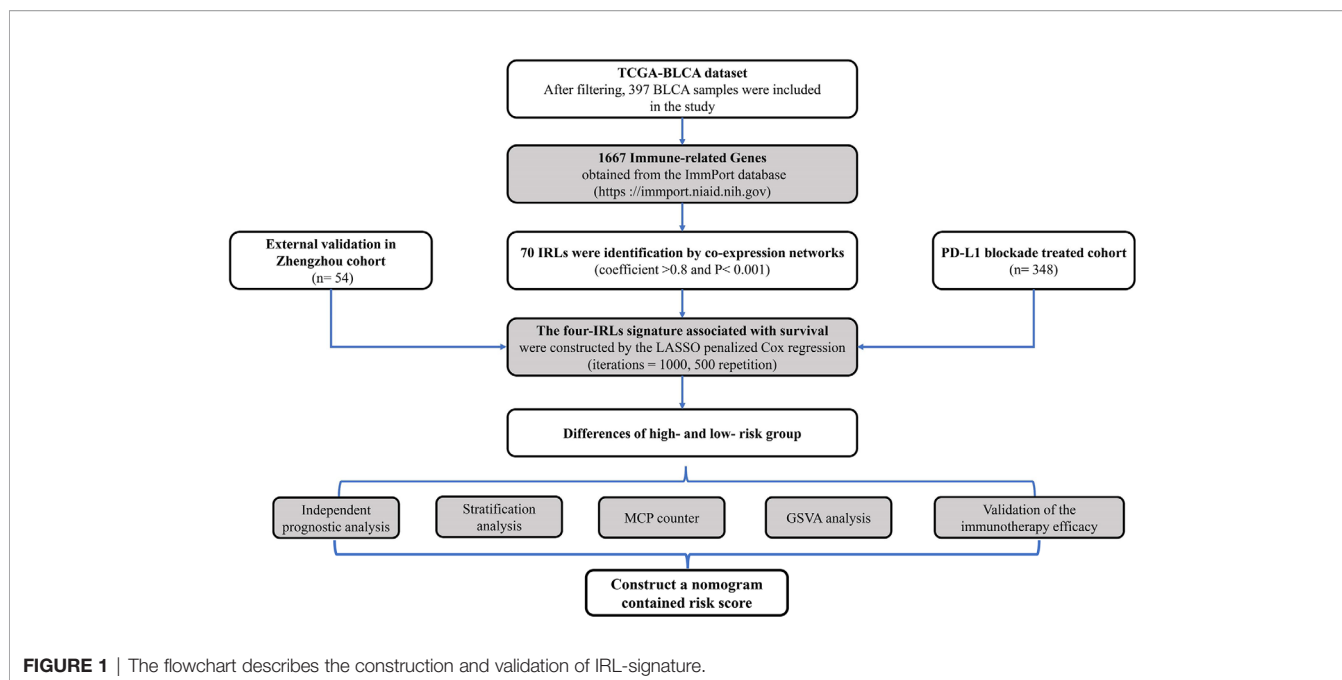 TCGA-BLCA dataset
After filtering, 397 BLCA samples were included
in the study
1667 Immune-related Genes
obtained from the ImmPort database
(https ://immport.niaid.nih.gov)
External validation in
Zhengzhou cohort
(n= 54)
70 IRLs were identification by co-expression networks
(coefficient >0.8 and P< 0.001)
PD-L1 blockade treated cohort
(n= 348)
The four-IRLs signature associated with survival
were constructed by the LASSO penalized Cox regression
(iterations = 1000, 500 repetition)
Differences of high- and low- risk group
Independent
prognostic analysis
Stratification
analysis
MCP counter
GSVA analysis
Validation of the
immunotherapy efficacy
Construct a nomogram
contained risk score
FIGURE 1 | The flowchart describes the construction and validation of IRL-signature.